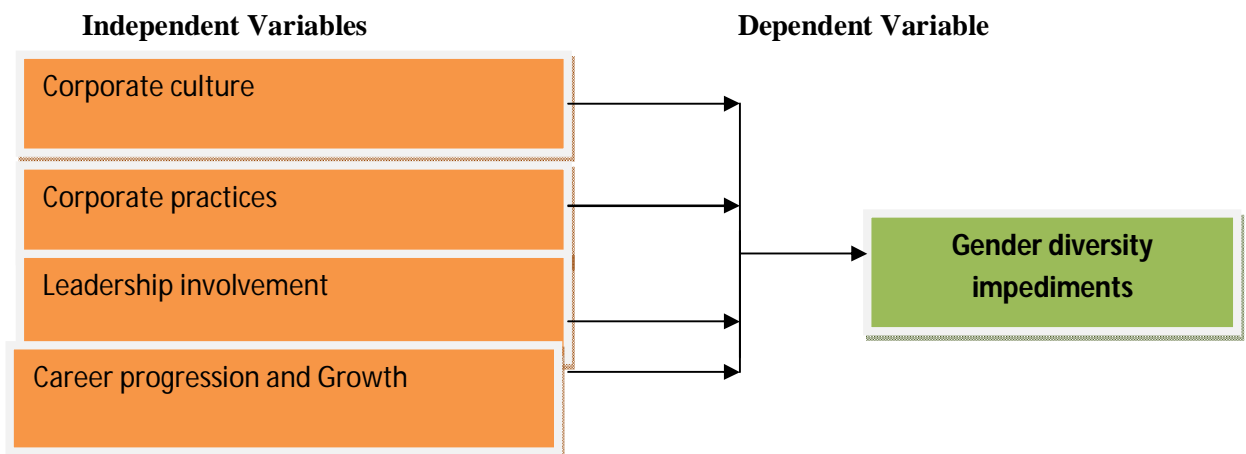 Independent Variables
Dependent Variable
Corporate culture
Corporate practices
Leadership involvement
Career progression and Growth
Gender diversity
impediments